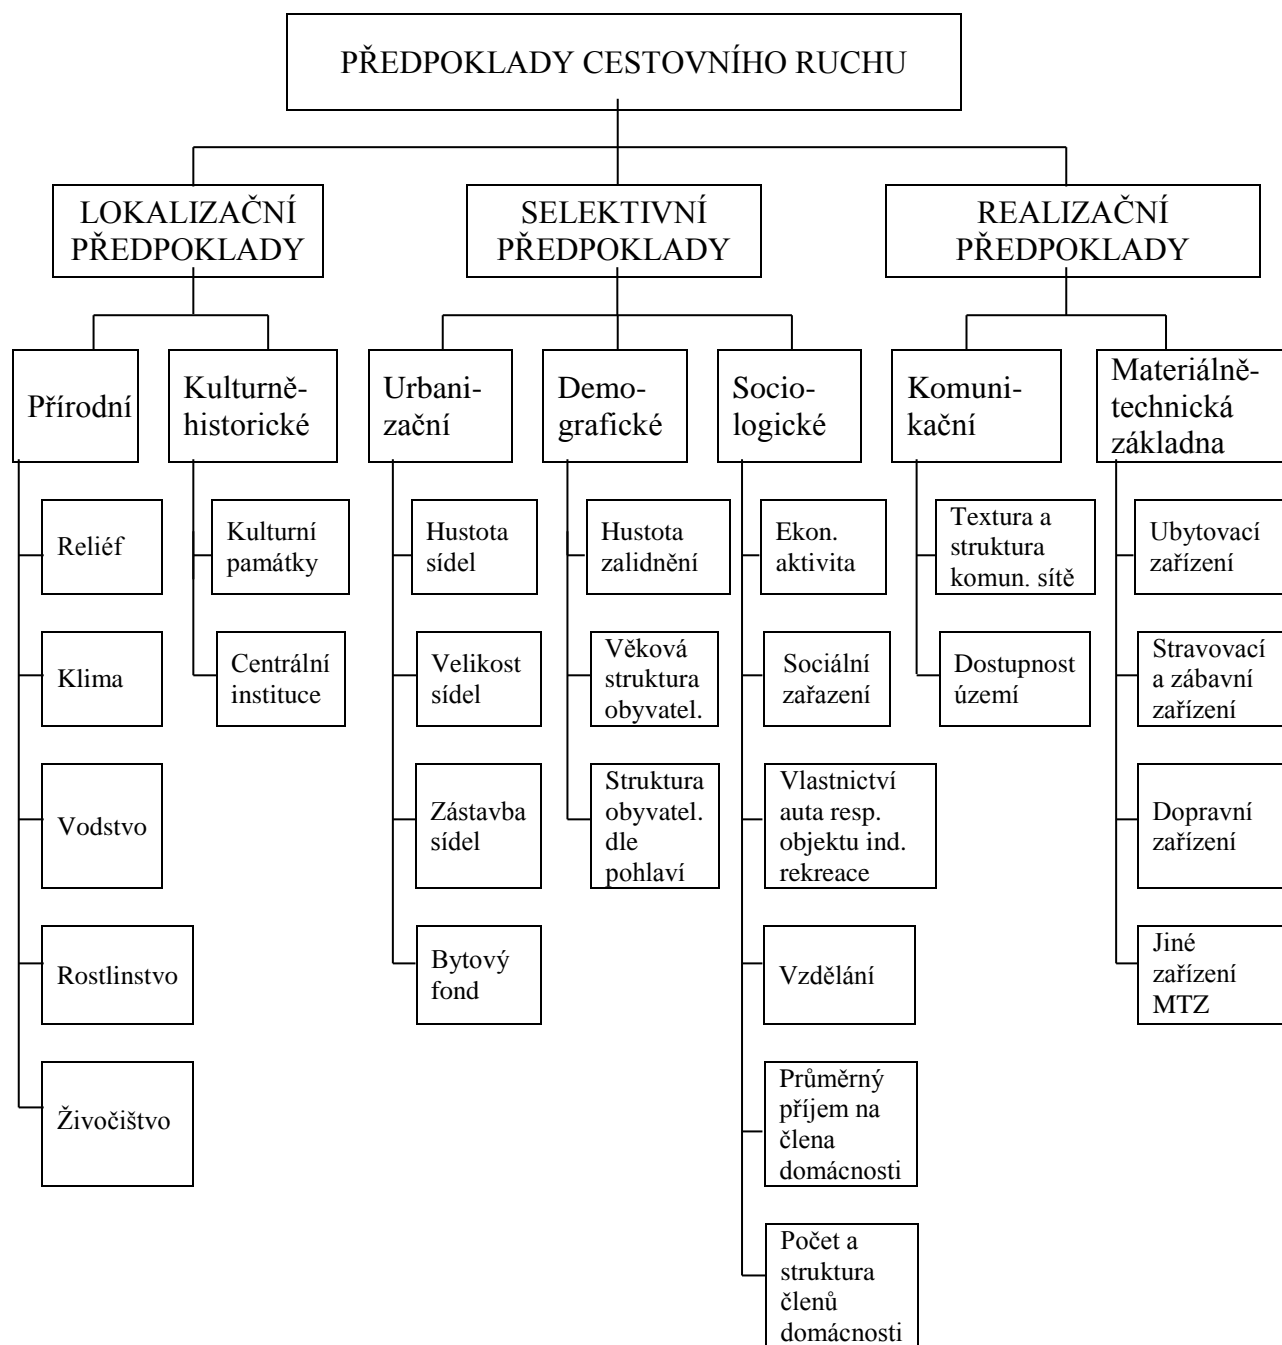 PŘEDPOKLADY CESTOVNÍHO RUCHU
LOKALIZAČNÍ
PŘEDPOKLADY
SELEKTIVNÍ
PŘEDPOKLADY
REALIZAČNÍ
PŘEDPOKLADY
Přírodní
Kulturně-
historické
Urbani-
zační
Demo-
grafické
Socio-
logické
Komuni-
kační
Materiálně-
technická
základna
Reliéf
Kulturní
památky
Hustota
sídel
Hustota
zalidnění
Ekon.
aktivita
Textura a
struktura
komun. sítě
Ubytovací
zařízení
Klima
Centrální
instituce
Velikost
sídel
Věková
struktura
obyvatel.
Sociální
zařazení
Dostupnost
území
Stravovací
a zábavní
zařízení
Vodstvo
Zástavba
sídel
Struktura
obyvatel.
dle
pohlaví
Vlastnictví
auta resp.
objektu ind.
rekreace
Dopravní
zařízení
Rostlinstvo
Bytový
fond
Vzdělání
Jiné
zařízení
MTZ
Živočištvo
Průměrný
příjem na
člena
domácnosti
Počet a
struktura
členů
domácnosti